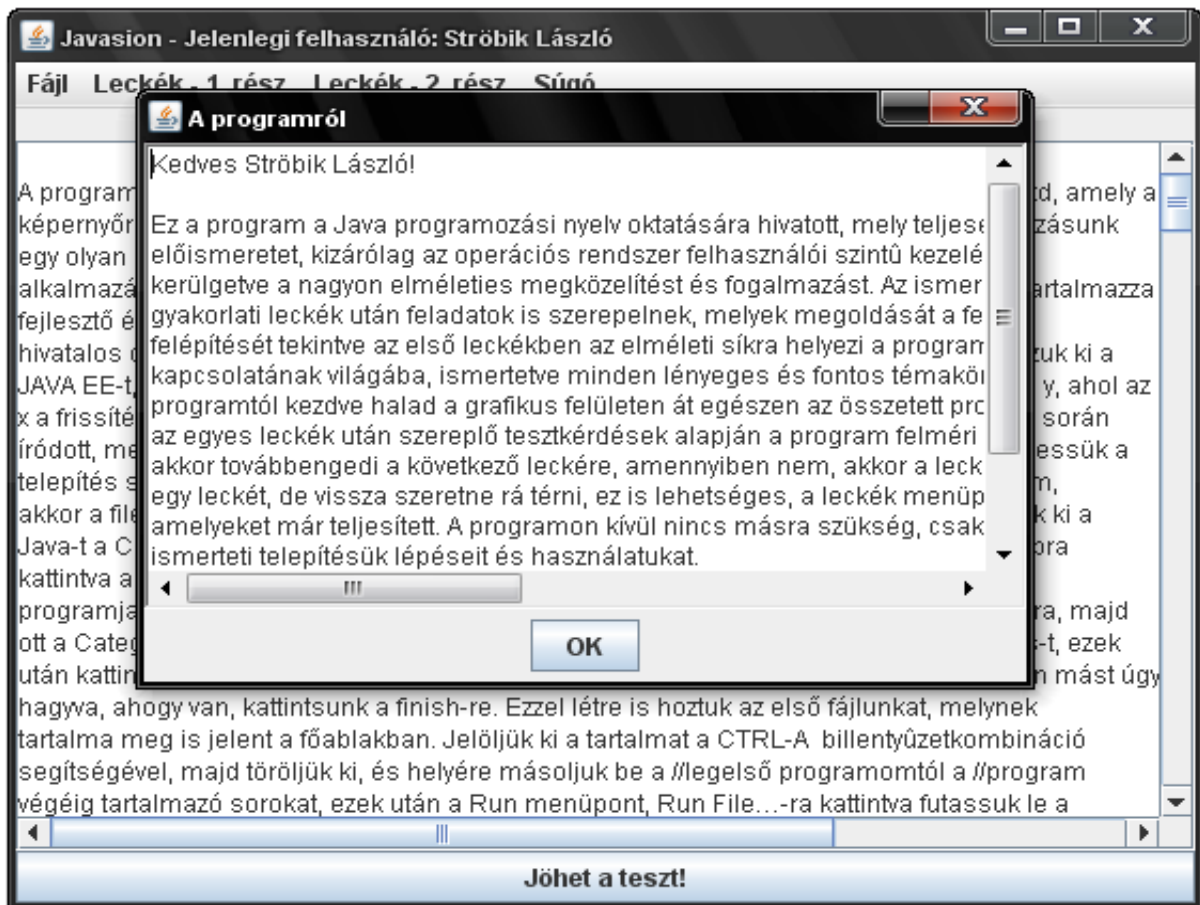 Javasion - Jelenlegi felhasználó: Ströbik László
Fájl Leckék - 1. rész Leckék - 2. rész Súgó
A programról
Kedves Ströbik László!
Ez a program a Java programozási nyelv oktatására hivatott, mely teljese
előismeretet, kizárólag az operációs rendszer felhasználói szintû kezelé
kerülgetve a nagyon elméleties megközelítést és fogalmazást. Az ismer
gyakorlati leckék után feladatok is szerepelnek, melyek megoldását a fe
felépítését tekintve az első leckékben az elméleti síkra helyezi a program
kapcsolatának világába, ismertetve minden lényeges és fontos témakör
programtól kezdve halad a grafikus felületen át egészen az összetett pro
az egyes leckék után szereplő tesztkérdések alapján a program felméri
akkor továbbengedi a következő leckére, amennyiben nem, akkor a leck
egy leckét, de vissza szeretne rá térni, ez is lehetséges, a leckék menüp
amelyeket már teljesített. A programon kívül nincs másra szükség, csak
ismerteti telepítésük lépéseit és használatukat.
OK
A program td, amely a
képernyőr zásunk
egy olyan
alkalmazá artalmazza
fejlesztő é
hivatalos zuk ki a
JAVA EE-t, y, ahol az
x a frissíté során
íródott, me essük a
telepítés s m,
akkor a file k ki a
Java-t a C ora
kattintva a
programja ra, majd
ott a Categ s-t, ezek
után kattin n mást úgy
hagyva, ahogy van, kattintsunk a finish-re. Ezzel létre is hoztuk az első fájlunkat, melynek
tartalma meg is jelent a főablakban. Jelöljük ki a tartalmat a CTRL-A billentyûzetkombináció
segítségével, majd töröljük ki, és helyére másoljuk be a //legelső programomtól a //program
végéig tartalmazó sorokat, ezek után a Run menüpont, Run File...-ra kattintva futassuk le a
Jöhet a teszt!